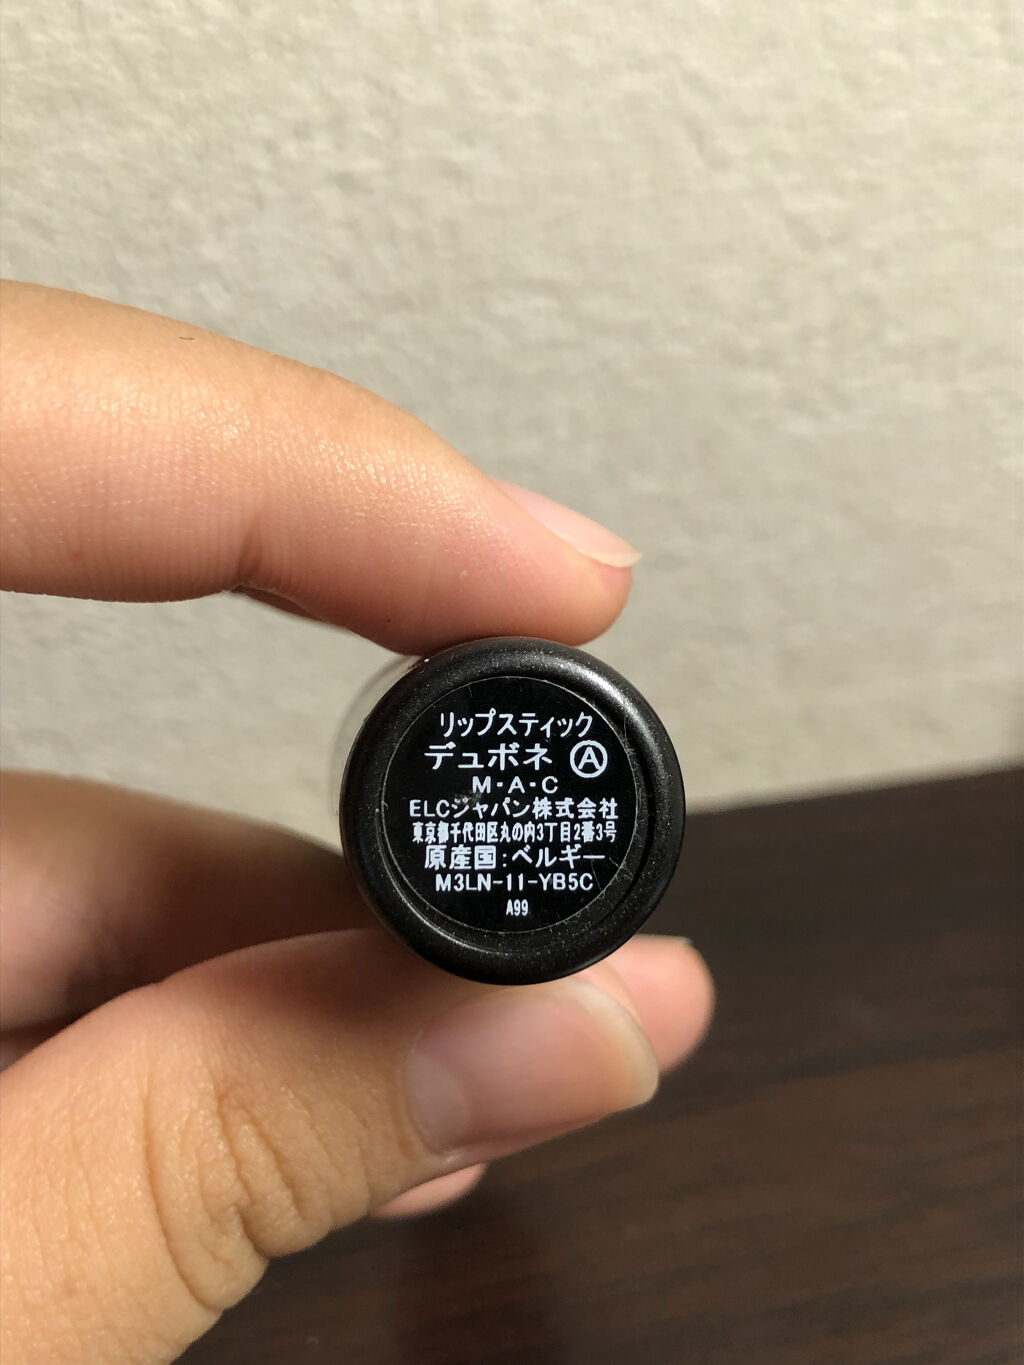 リップスティック
デュボネ Ⓐ
M・A・C
ELCジャパン株式会社
東京都千代田区丸の内3丁目2番3号
原産国:ベルギー
M3LN-11-YB5C
A99